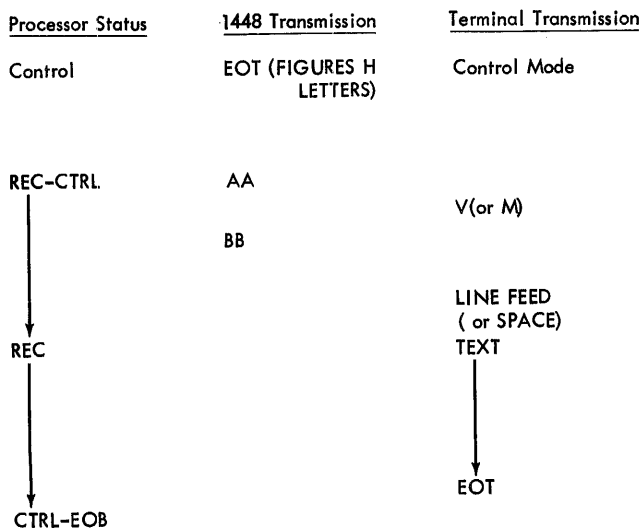 Processor Status 1448 Transmission Terminal Transmission
Control EOT (FIGURES H Control Mode
LETTERS)
REC-CTRL. AA
V(or M)
BB
LINE FEED
( or SPACE)
REC TEXT
EOT
CTRL-EOB